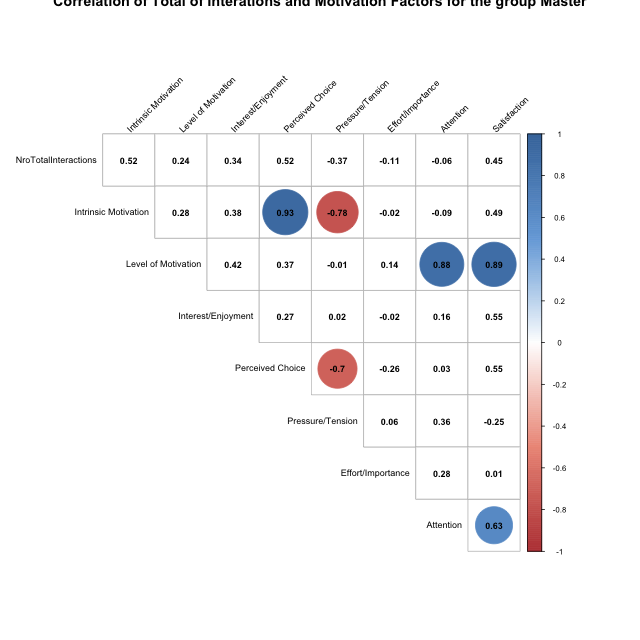 Correlation of Total of Interations and Motivation Factors for the group Master
Intrinsic Motivation
Level of Motivation
Interest/Enjoyment
Perceived Choice
Pressure/Tension
Effort/Importance
Attention
Satisfaction
NroTotalInteractions 0.52 0.24 0.34 0.52 -0.37 -0.11 -0.06 0.45
Intrinsic Motivation 0.28 0.38 0.93 -0.78 -0.02 -0.09 0.49
Level of Motivation 0.42 0.37 -0.01 0.14 0.88 0.89
Interest/Enjoyment 0.27 0.02 -0.02 0.16 0.55
Perceived Choice -0.7 -0.26 0.03 0.55
Pressure/Tension 0.06 0.36 -0.25
Effort/Importance 0.28 0.01
Attention 0.63
1
0.8
0.6
0.4
0.2
0
-0.2
-0.4
-0.6
-0.8
-1